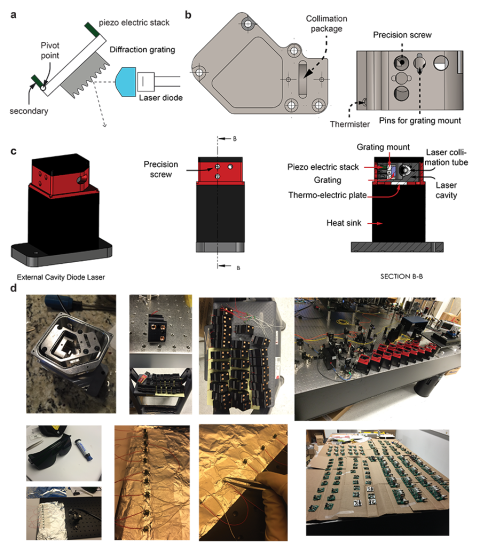 a
piezo electric stack
Pivot
point
Diffraction grating
secondary
Laser diode
b
Collimation
package
Precision
screw
Thermister
Pins for grating mount
c
Precision
screw
B
B
External Cavity Diode Laser
Grating mount
Piezo electric stack
Grating
Thermo-electric plate
Heat sink
Laser colli-
mation tube
Laser
cavity
SECTION B-B
d